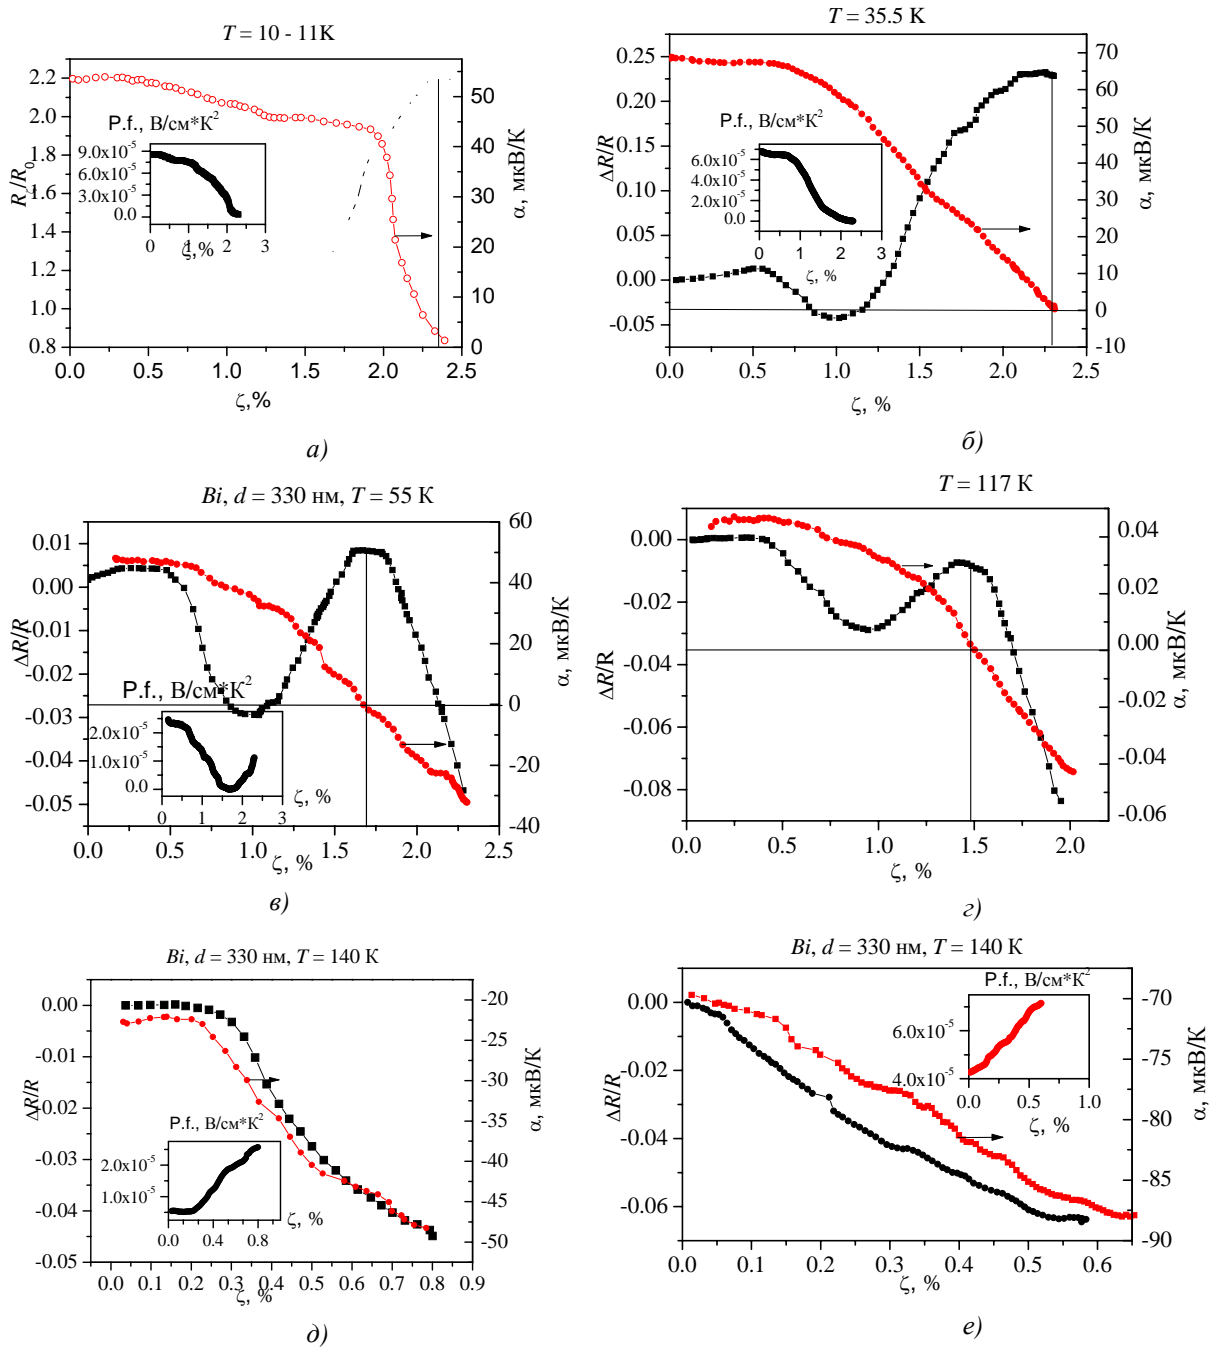 T = 10 - 11K
2.2
2.0
1.8
1.6
1.4
1.2
1.0
0.8
R/R0
50
40
30
20
10
0
α, мкВ/К
P.f., В/см*К²
9.0x10⁻⁵
6.0x10⁻⁵
3.0x10⁻⁵
0.0
0 1 2 3
ξ,%
0.0 0.5 1.0 1.5 2.0 2.5
ζ,%
а)
T = 35.5 K
0.25
0.20
0.15
0.10
0.05
0.00
-0.05
ΔR/R
70
60
50
40
30
20
10
0
-10
α, мкВ/К
P.f., В/см*К²
6.0x10⁻⁵
4.0x10⁻⁵
2.0x10⁻⁵
0.0
0 1 2 3
ζ, %
0.0 0.5 1.0 1.5 2.0 2.5
ζ, %
б)
Bi, d = 330 нм, T = 55 К
0.01
0.00
-0.01
-0.02
-0.03
-0.04
-0.05
ΔR/R
60
40
20
0
-20
-40
α, мкВ/К
P.f., В/см*К²
2.0x10⁻⁵
1.0x10⁻⁵
0.0
0 1 2 3
ζ, %
0.0 0.5 1.0 1.5 2.0 2.5
ζ, %
в)
T = 117 К
0.00
-0.02
-0.04
-0.06
-0.08
ΔR/R
0.04
0.02
0.00
-0.02
-0.04
-0.06
α, мкВ/К
0.0 0.5 1.0 1.5 2.0
ζ, %
г)
Bi, d = 330 нм, T = 140 К
0.00
-0.01
-0.02
-0.03
-0.04
-0.05
ΔR/R
-20
-25
-30
-35
-40
-45
-50
α, мкВ/К
P.f., В/см*К²
2.0x10⁻⁵
1.0x10⁻⁵
0.0 0.4 0.8
ζ, %
0.0 0.1 0.2 0.3 0.4 0.5 0.6 0.7 0.8 0.9
ζ, %
д)
Bi, d = 330 нм, T = 140 К
0.00
-0.02
-0.04
-0.06
ΔR/R
-70
-75
-80
-85
-90
α, мкВ/К
P.f., В/см*К²
6.0x10⁻⁵
4.0x10⁻⁵
0.0 0.5 1.0
ζ, %
0.0 0.1 0.2 0.3 0.4 0.5 0.6
ζ, %
е)